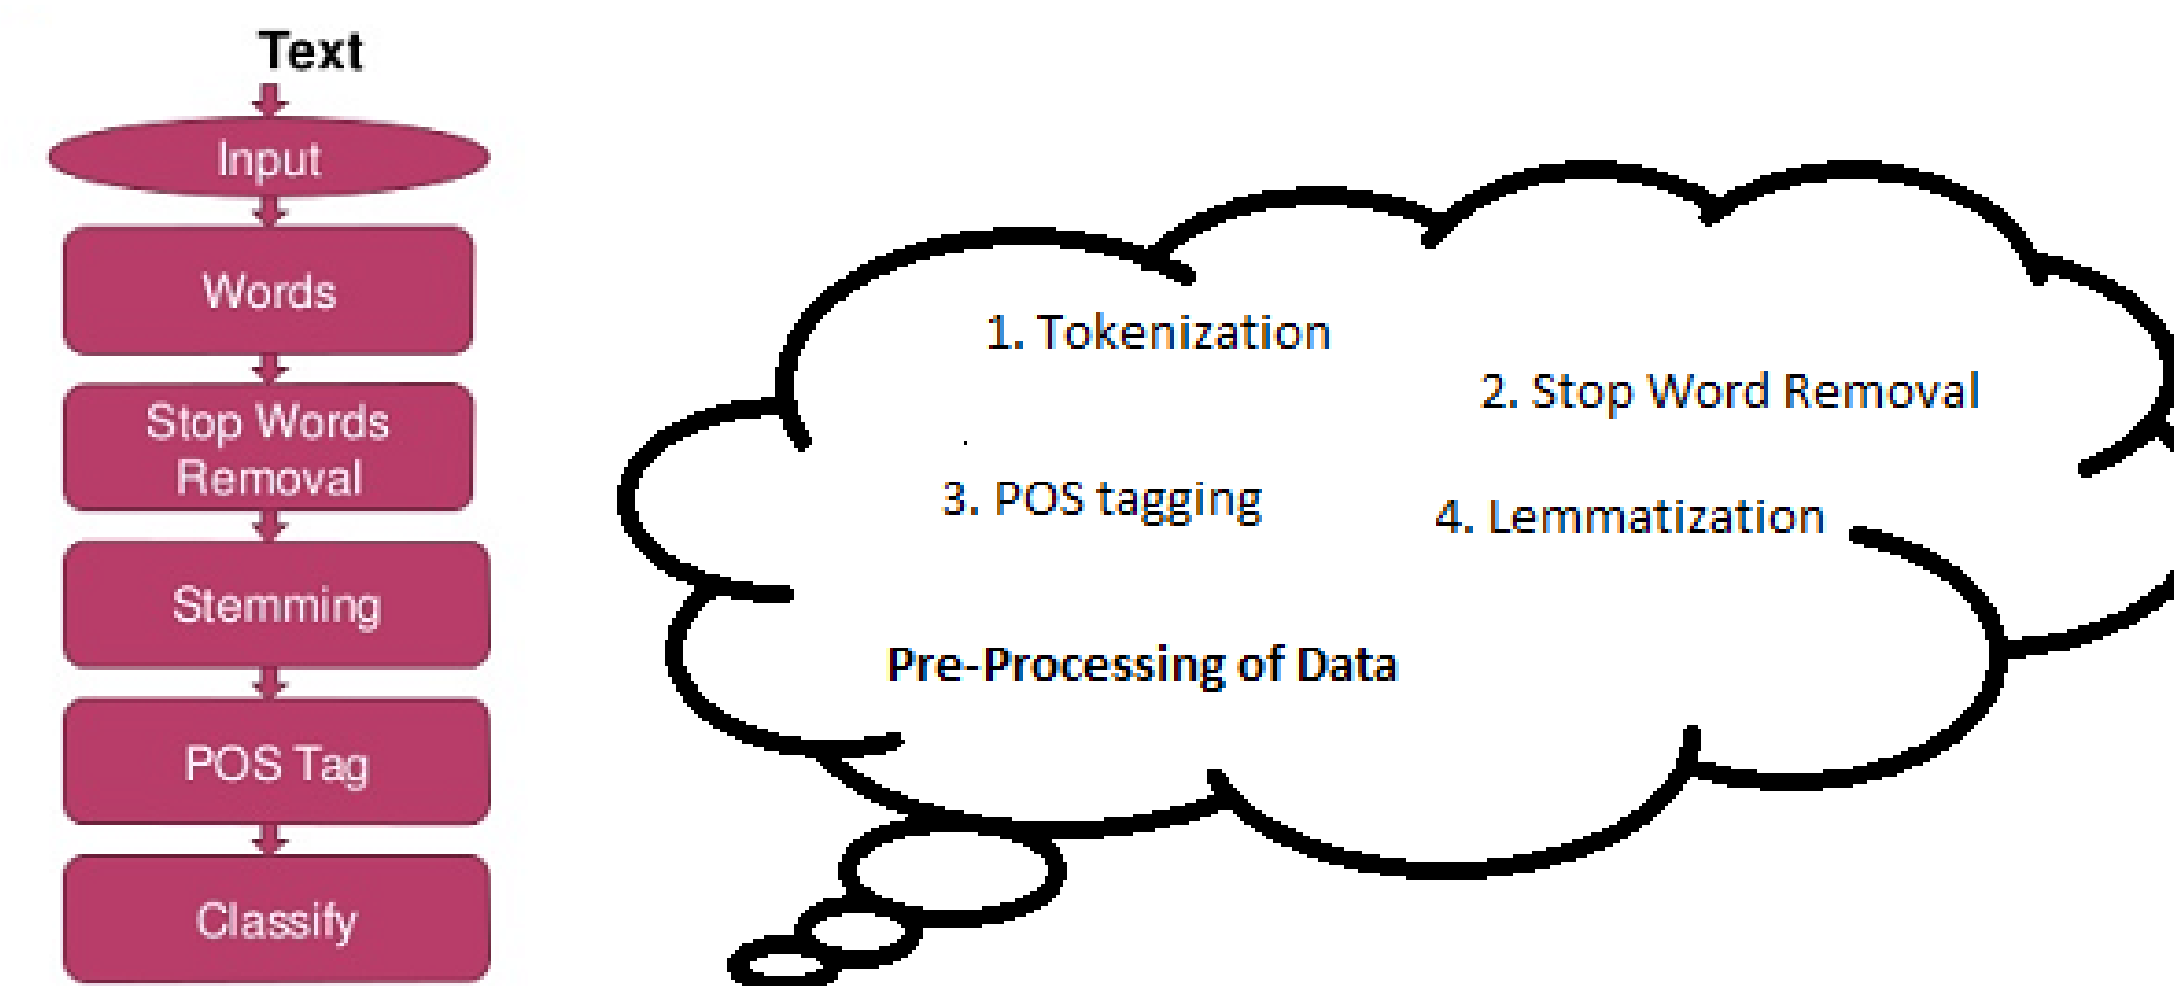 Text
Input
Words
Stop Words
Removal
Stemming
POS Tag
Classify
1. Tokenization
2. Stop Word Removal
3. POS tagging
4. Lemmatization
Pre-Processing of Data